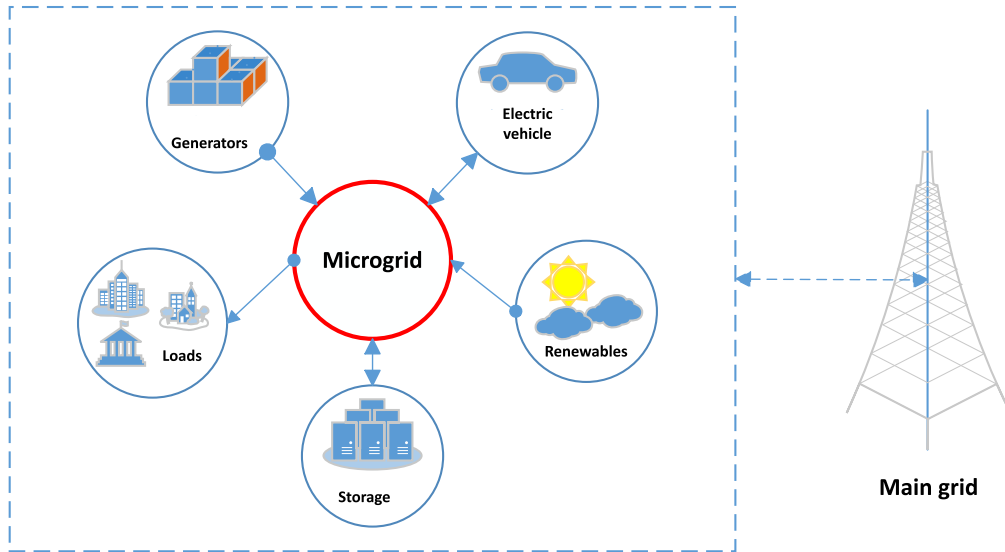 Generators
Electric
vehicle
Microgrid
Loads
Renewables
Storage
Main grid